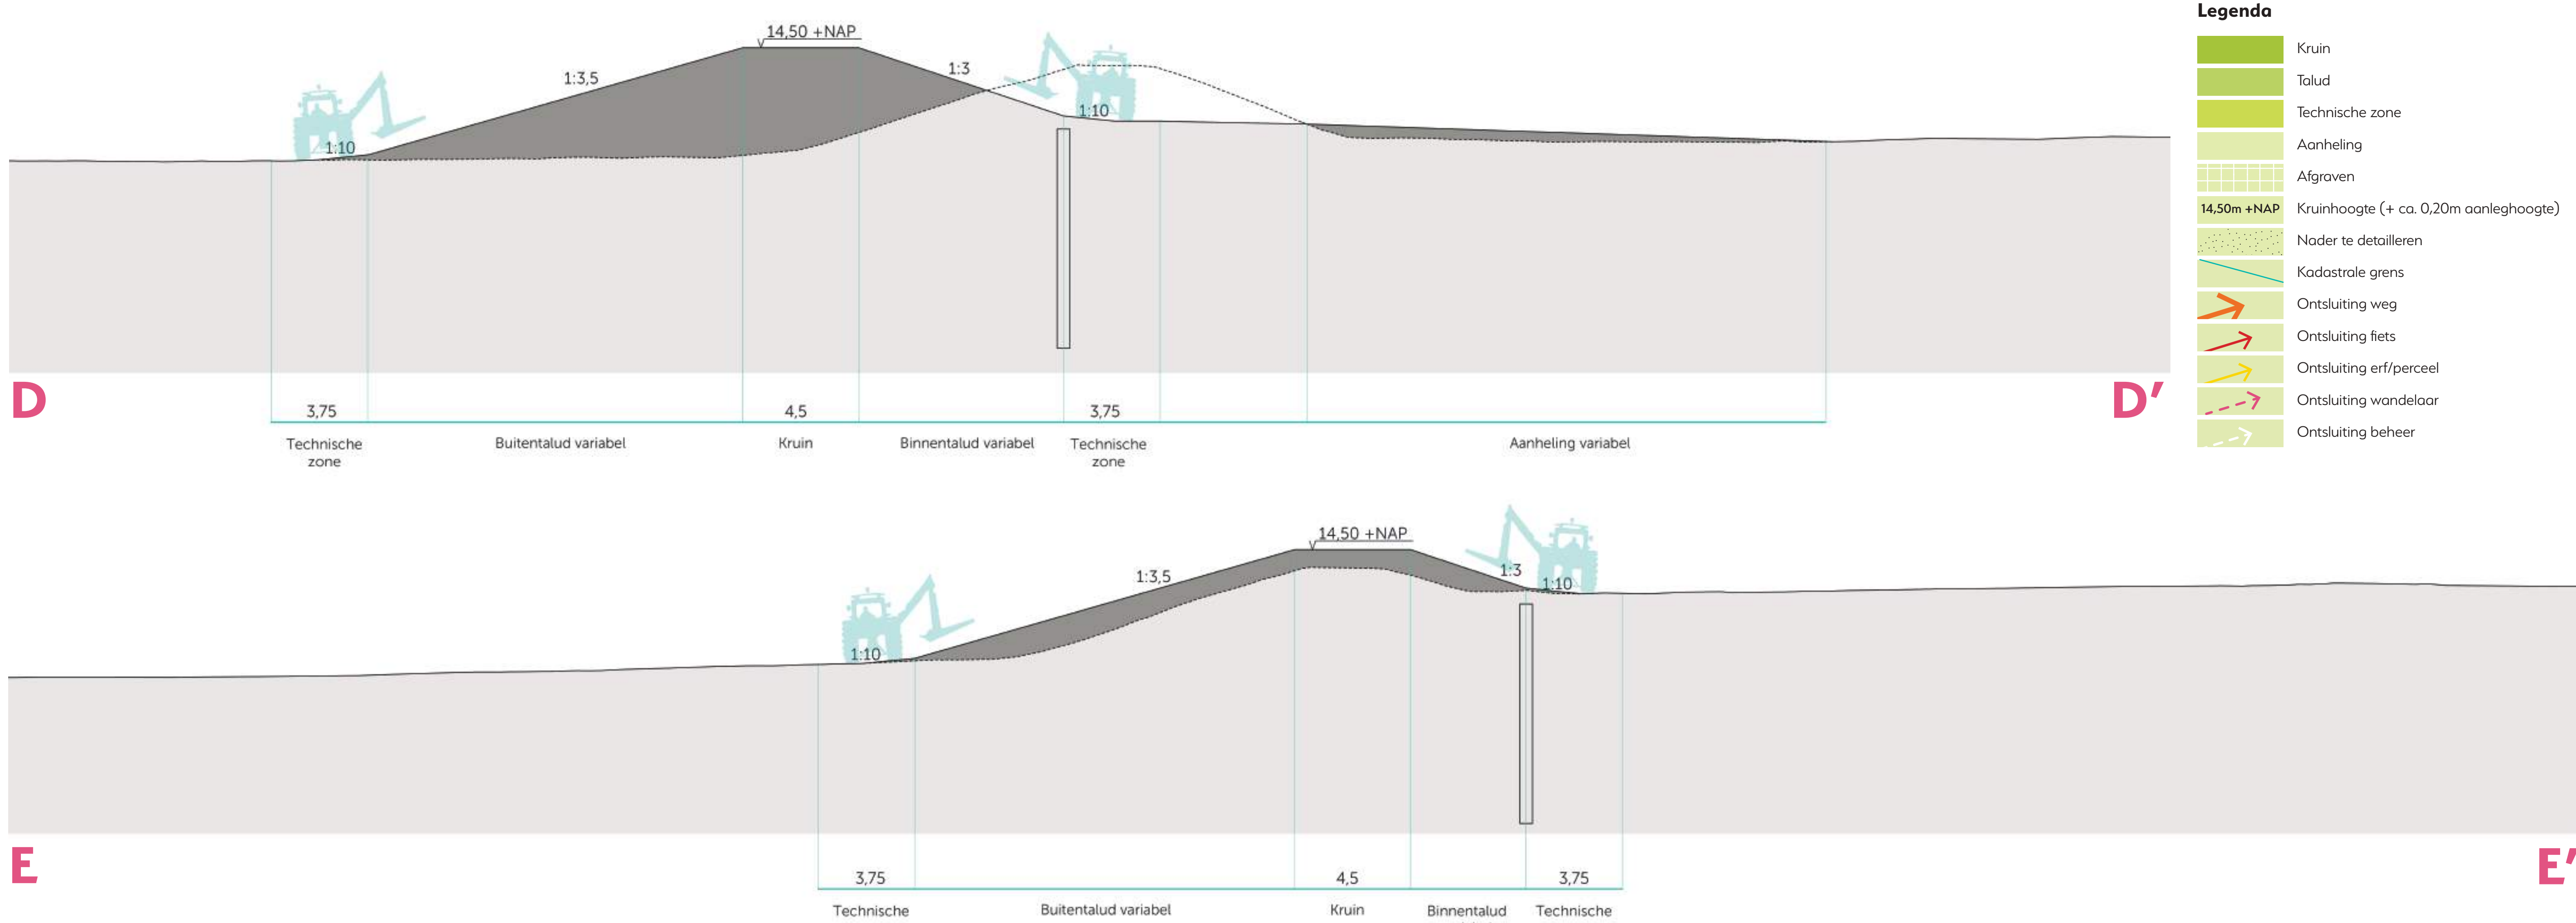 14,50 +NAP
1:3,5
1:3
1:10
1:10
D
D'
3,75
4,5
3,75
Technische
zone
Buitentalud variabel
Kruin
Binnentalud variabel
Technische
zone
Aanheling variabel
Legenda
Kruin
Talud
Technische zone
Aanheling
Afgraven
14,50m +NAP Kruinhoogte (+ ca. 0,20m aanleghoogte)
Nader te detailleren
Kadastrale grens
Ontsluiting weg
Ontsluiting fiets
Ontsluiting erf/perceel
Ontsluiting wandelaar
Ontsluiting beheer
14,50 +NAP
1:3,5
1:3
1:10
1:10
E
E'
3,75
4,5
3,75
Technische
Buitentalud variabel
Kruin
Binnentalud
Technische